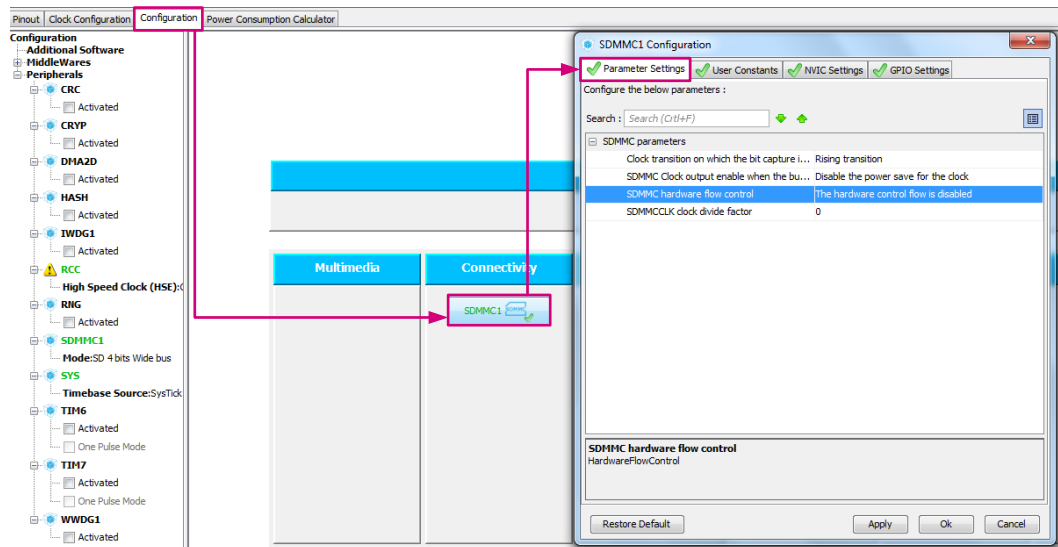 Pinout Clock Configuration Configuration Power Consumption Calculator
Configuration
Additional Software
MiddleWares
Peripherals
CRC
Activated
CRYP
Activated
DMA2D
Activated
HASH
Activated
IWDG1
Activated
RCC
High Speed Clock (HSE):
RNG
Activated
SDMMC1
Mode:SD 4 bits Wide bus
SYS
Timebase Source:SysTick
TIM6
Activated
One Pulse Mode
TIM7
Activated
One Pulse Mode
WWDG1
Activated
Multimedia
Connectivity
SDMMC1
SDMMC1 Configuration
Parameter Settings User Constants NVIC Settings GPIO Settings
Configure the below parameters :
Search : Search (Crtl+F)
SDMMC parameters
Clock transition on which the bit capture i... Rising transition
SDMMC Clock output enable when the bu... Disable the power save for the clock
SDMMC hardware flow control The hardware control flow is disabled
SDMMCCLK clock divide factor 0
SDMMC hardware flow control
HardwareFlowControl
Restore Default Apply Ok Cancel